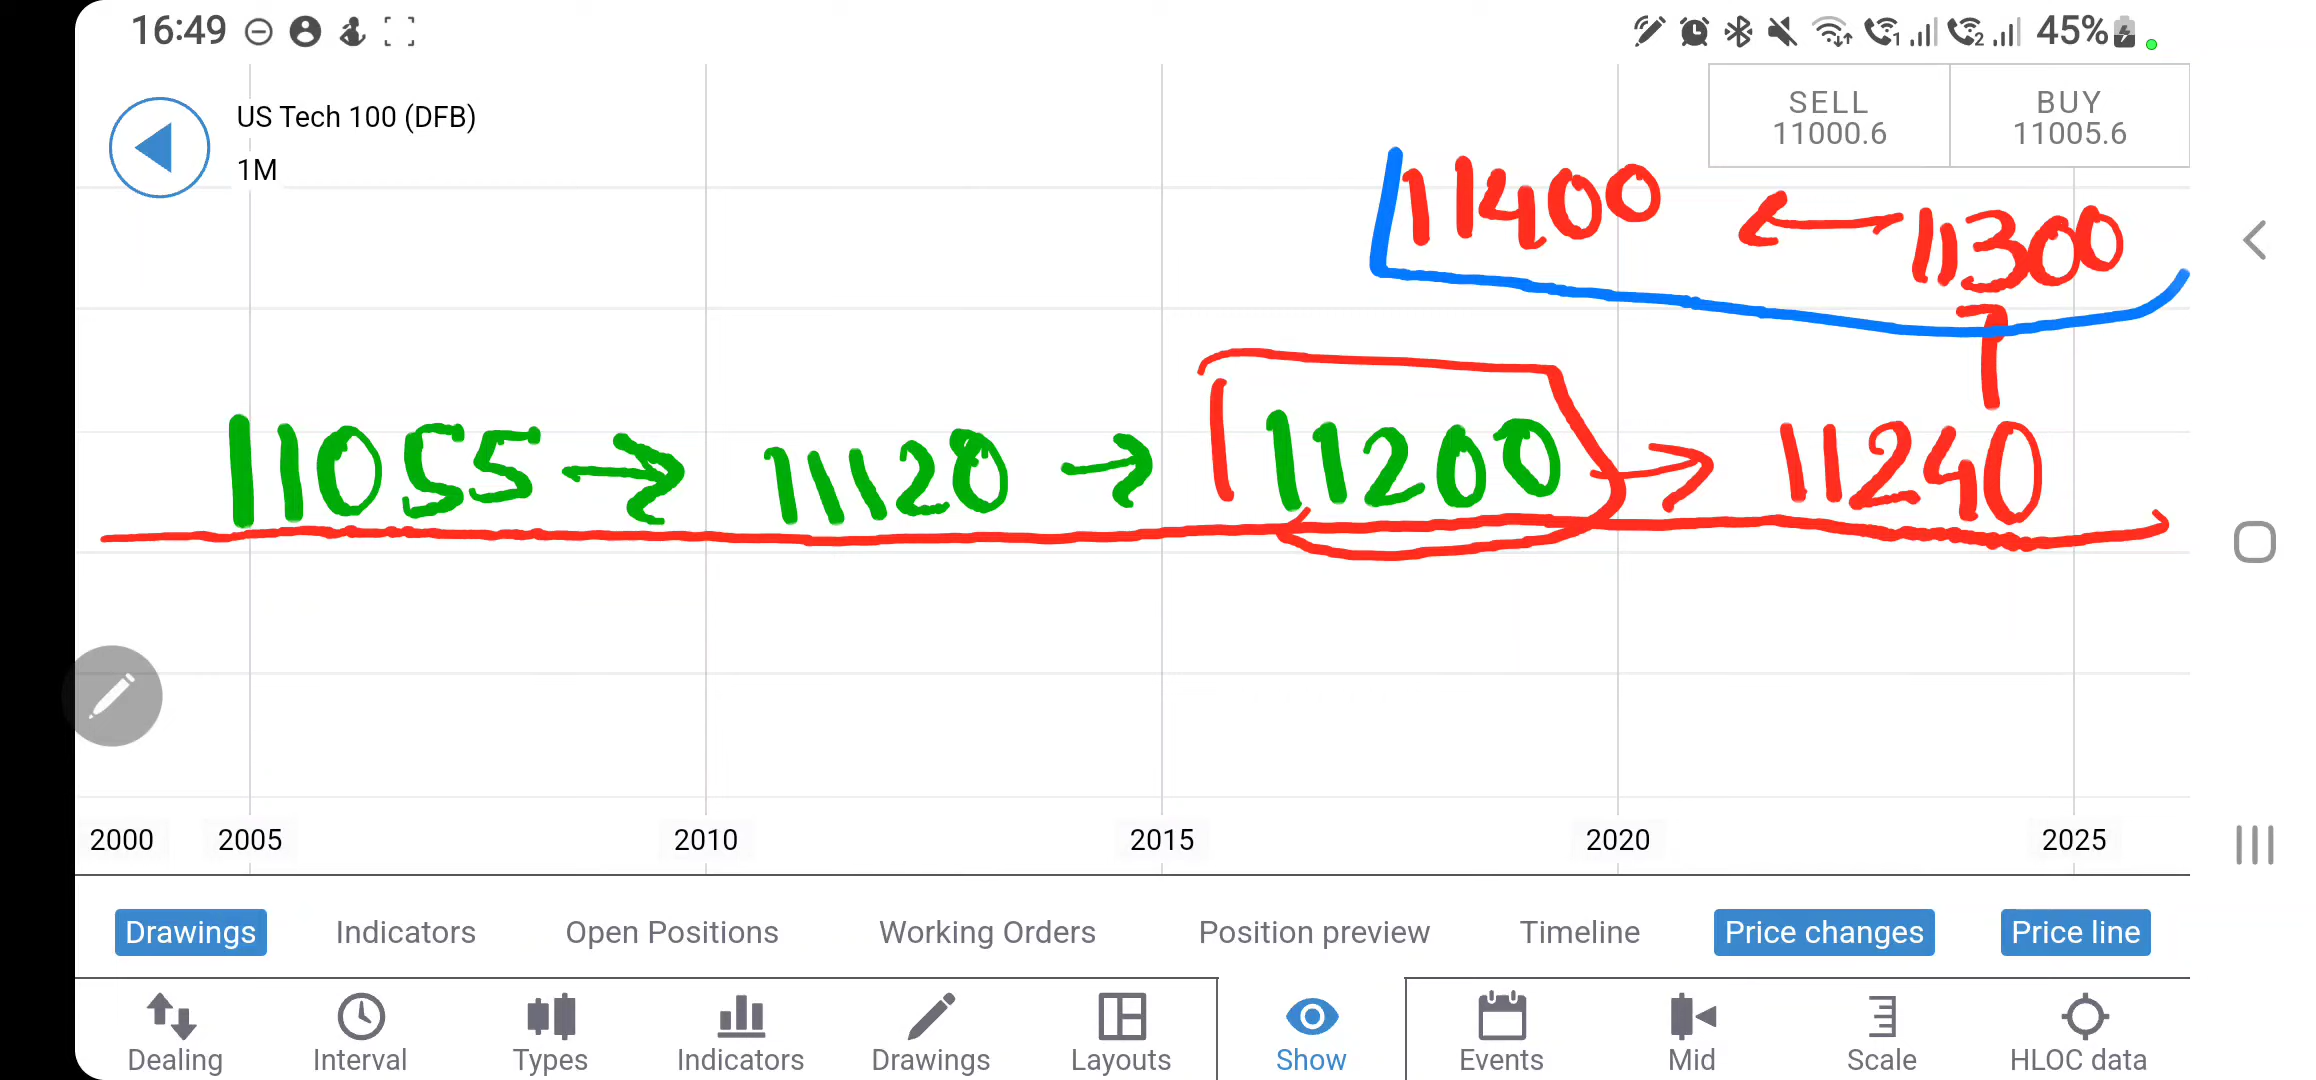 16:49 1 2 45%
US Tech 100 (DFB)
1M
SELL BUY
11000.6 11005.6
11400 ← 11300
11055 → 11120 → 11200 → 11240
2000 2005 2010 2015 2020 2025
Drawings Indicators Open Positions Working Orders Position preview Timeline Price changes Price line
Dealing Interval Types Indicators Drawings Layouts Show Events Mid Scale HLOC data